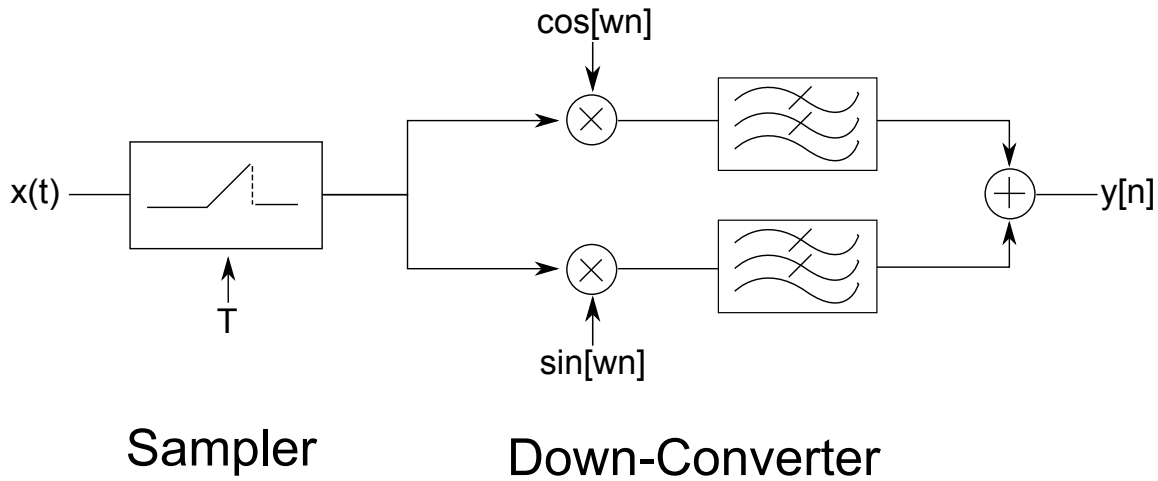 cos[wn]
x(t)
y[n]
T
sin[wn]
Sampler
Down-Converter